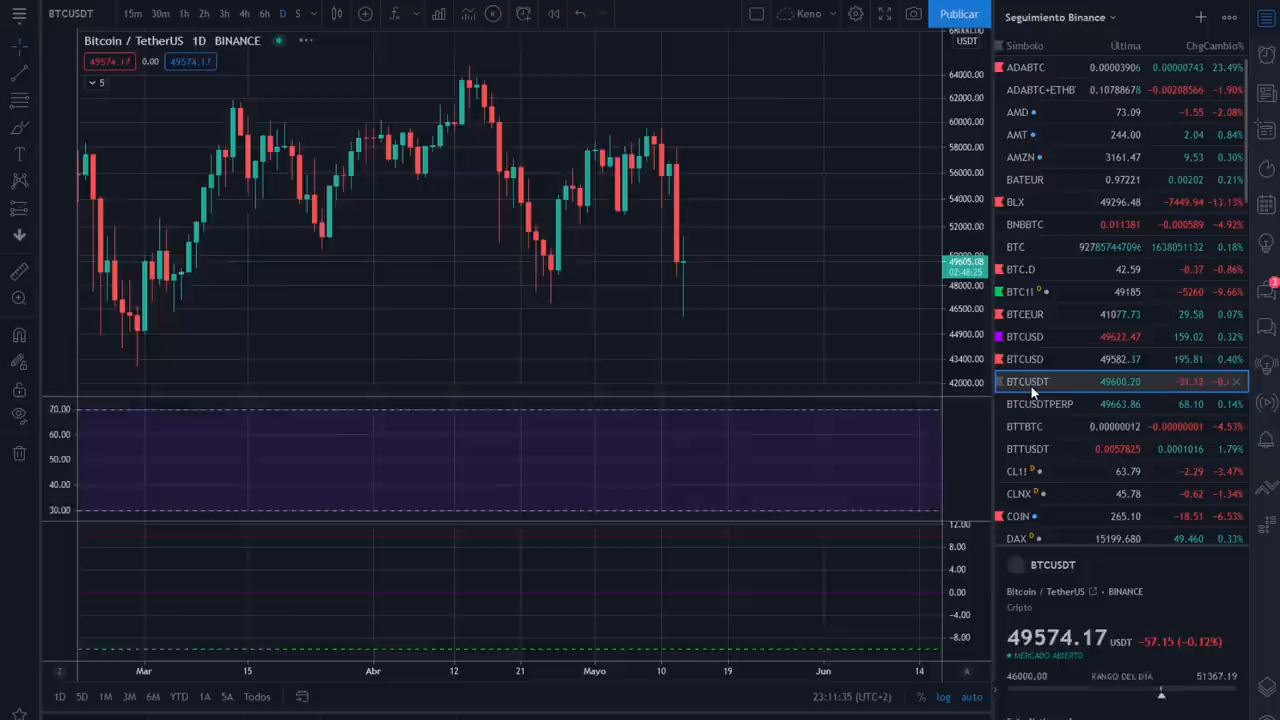 BTCUSDT 15m 30m 1h 2h 3h 4h 6h D S Keno Publicar
Bitcoin / TetherUS 1D BINANCE
49574.17 0.00 49574.17
5
USDT
64000.00
62000.00
60000.00
58000.00
56000.00
54000.00
52000.00
49605.08
02:48:25
48000.00
46500.00
44900.00
43400.00
42000.00
70.00
60.00
50.00
40.00
30.00
12.00
8.00
4.00
0.00
-4.00
-8.00
Mar 15 Abr 12 21 Mayo 10 19 Jun 14
1D 5D 1M 3M 6M YTD 1A 5A Todos 23:11:35 (UTC+2) % log auto
Seguimiento Binance
Símbolo Última Chg Cambio%
ADABTC 0.00003906 0.00000743 23.49%
ADABTC+ETHB 0.10788678 -0.00208566 -1.90%
AMD 73.09 -1.55 -2.08%
AMT 244.00 2.04 0.84%
AMZN 3161.47 9.53 0.30%
BATEUR 0.97221 0.00202 0.21%
BLX 49296.48 -7449.94 -13.13%
BNBBTC 0.011381 -0.000589 -4.92%
BTC 92785744096 1638051132 0.18%
BTC.D 42.59 -0.37 -0.86%
BTC1! D 49185 -5260 -9.66%
BTCEUR 41077.73 29.58 0.07%
BTCUSD 49622.47 159.02 0.32%
BTCUSD 49582.37 195.81 0.40%
BTCUSDT 49600.20 -31.12
BTCUSDTPERP 49663.86 68.10 0.14%
BTTBTC 0.00000012 -0.00000001 -4.53%
BTTUSDT 0.0057825 0.0001016 1.79%
CL1! D 63.79 -2.29 -3.47%
CLNX D 45.78 -0.62 -1.34%
COIN 265.10 -18.51 -6.53%
DAX D 15199.680 49.460 0.33%
BTCUSDT
Bitcoin / TetherUS • BINANCE
Cripto
49574.17 USDT -57.15 (-0.12%)
MERCADO ABIERTO
46000.00 RANGO DEL DÍA 51367.19
3